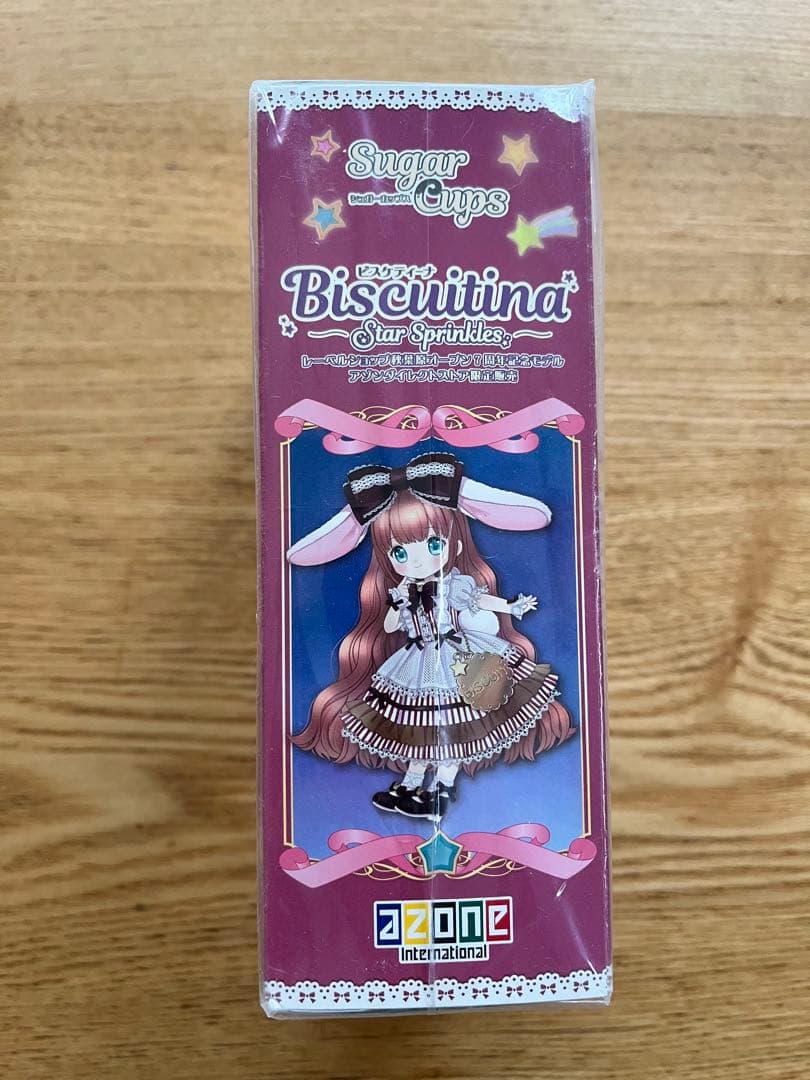 Sugar
シュガーカップス Cups
ビスケティーナ
Biscuitina
Star Sprinkles;
レーベルショップ秋葉原オープン7周年記念モデル
アゾンダイレクトストア限定販売
Biscuit
azone
International